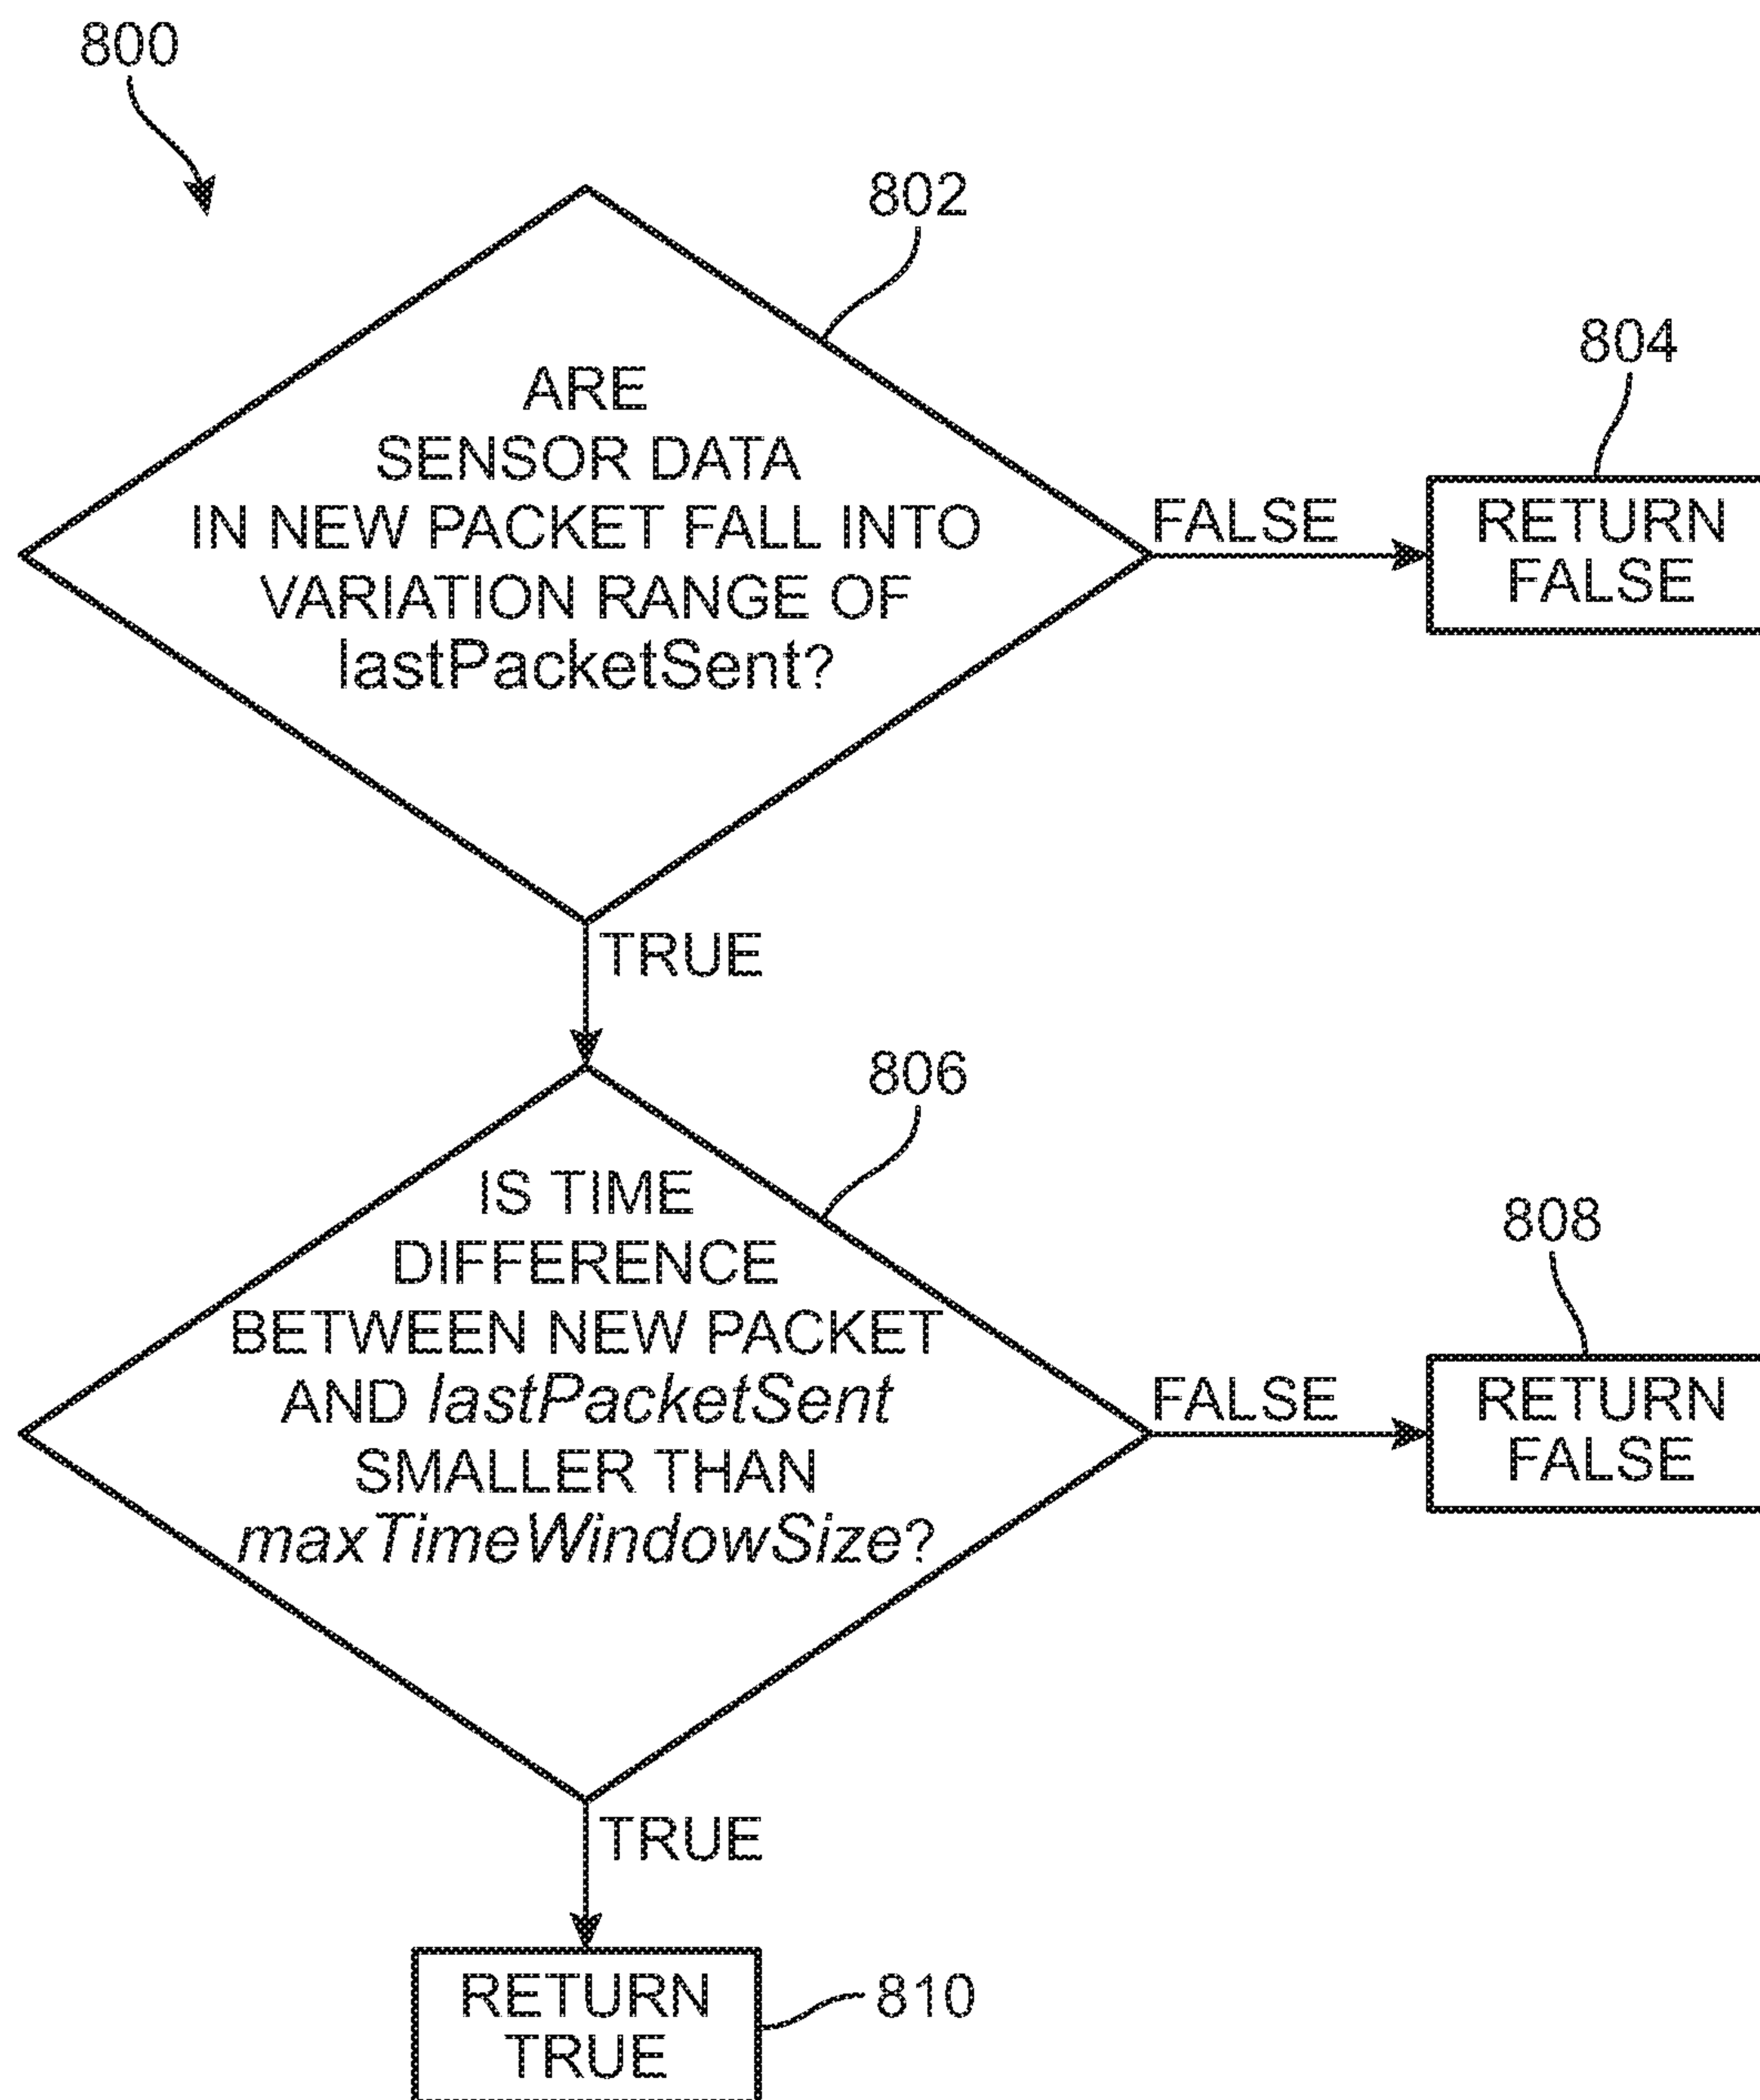 800
802
ARE
SENSOR DATA
IN NEW PACKET FALL INTO
VARIATION RANGE OF
lastPacketSent?
FALSE
804
RETURN
FALSE
TRUE
806
IS TIME
DIFFERENCE
BETWEEN NEW PACKET
AND lastPacketSent
SMALLER THAN
maxTimeWindowSize?
FALSE
808
RETURN
FALSE
TRUE
RETURN
TRUE
810